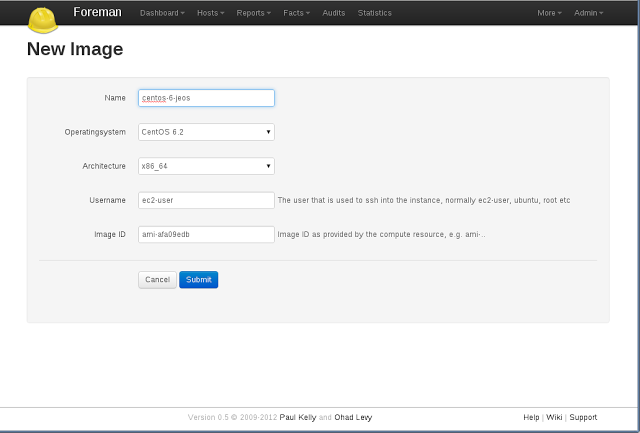 Foreman Dashboard Hosts Reports Facts Audits Statistics More Admin
New Image
Name centos-6-jeos
Operatingsystem CentOS 6.2
Architecture x86_64
Username ec2-user The user that is used to ssh into the instance, normally ec2-user, ubuntu, root etc
Image ID ami-afa09edb Image ID as provided by the compute resource, e.g. ami-..
Cancel Submit
Version 0.5 © 2009-2012 Paul Kelly and Ohad Levy Help | Wiki | Support